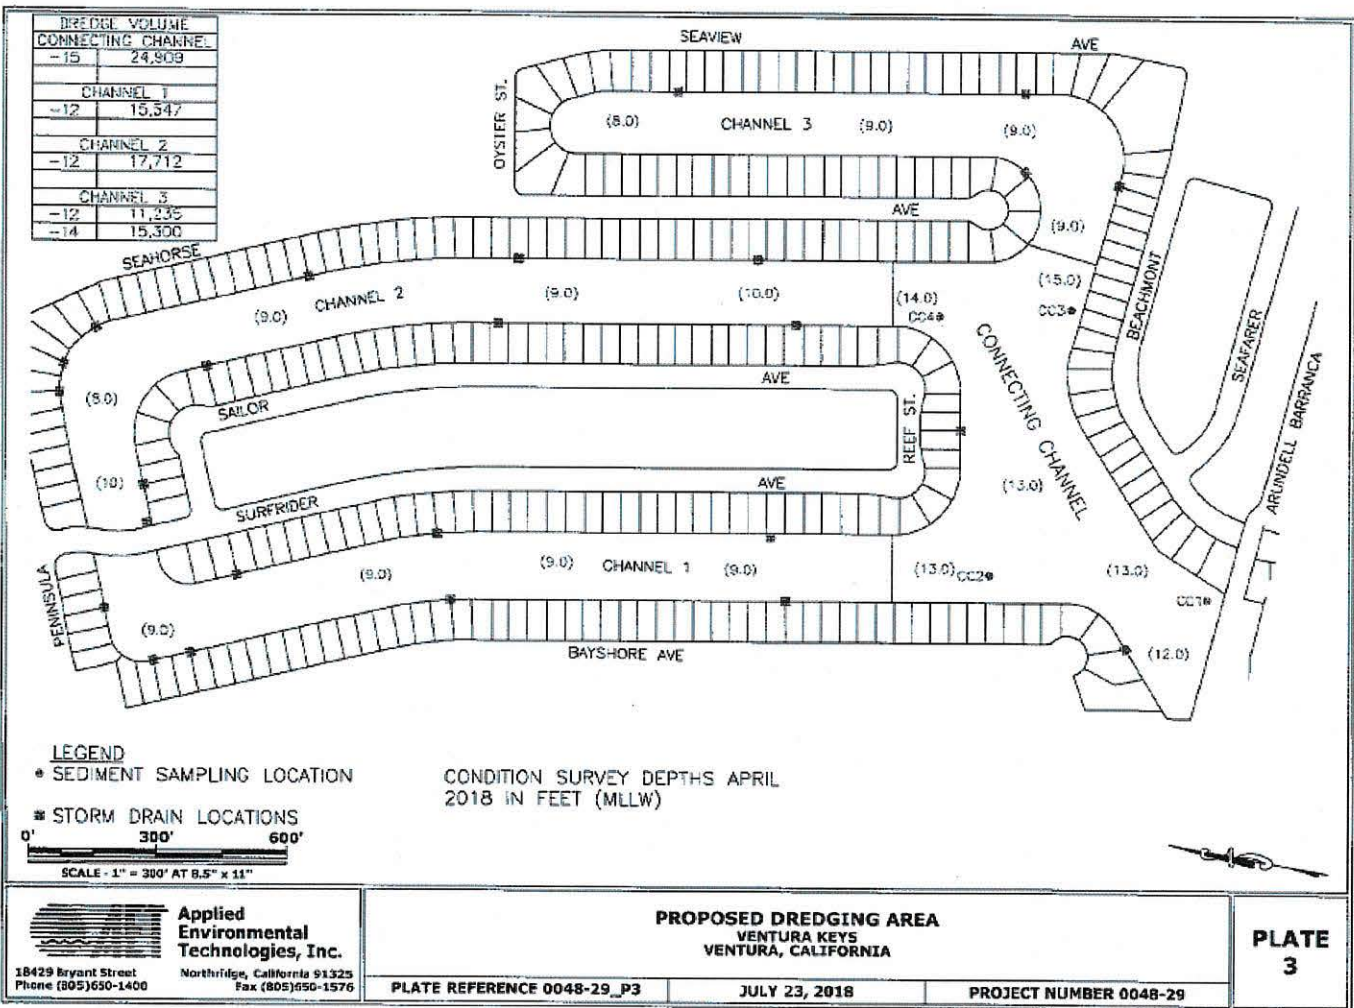 DREDGE VOLUME
CONNECTING CHANNEL
-15 24,909
CHANNEL 1
-12 15,347
CHANNEL 2
-12 17,712
CHANNEL 3
-12 11,235
-14 15,300
SEAVIEW AVE
OYSTER ST.
(8.0) CHANNEL 3 (9.0) (9.0)
AVE
(9.0)
SEAHORSE
CHANNEL 2
(9.0) (9.0) (10.0) (14.0) (15.0)
CC4 CC3
BEACHMONT
SEAFARER
ARUNDELL BARRANCA
CONNECTING CHANNEL
(8.0)
(10)
SAILOR AVE
REEF ST.
SURFRIDER AVE
(13.0)
PENINSULA
(9.0) (9.0) CHANNEL 1 (9.0) (13.0) CC2 (13.0)
CC1
(9.0)
BAYSHORE AVE
(12.0)
LEGEND
SEDIMENT SAMPLING LOCATION
STORM DRAIN LOCATIONS
CONDITION SURVEY DEPTHS APRIL
2018 IN FEET (MLLW)
0' 300' 600'
SCALE - 1" = 300' AT 8.5" x 11"
Applied
Environmental
Technologies, Inc.
18429 Bryant Street Northridge, California 91325
Phone (805)650-1400 Fax (805)650-1576
PROPOSED DREDGING AREA
VENTURA KEYS
VENTURA, CALIFORNIA
PLATE REFERENCE 0048-29_P3
JULY 23, 2018
PROJECT NUMBER 0048-29
PLATE
3